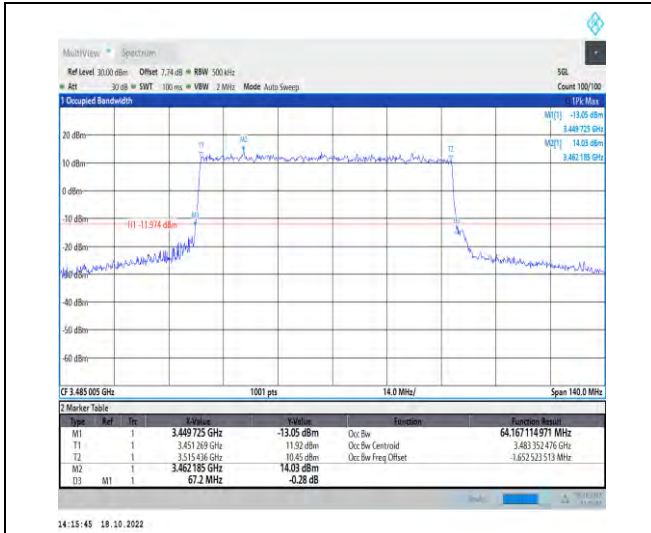 MultiView Spectrum
Ref Level 30.00 dBm Offset 7.74 dB RBW 500 kHz SGL
Att 30 dB SWT 100 ms VBW 2 MHz Mode Auto Sweep Count 100/100
1 Occupied Bandwidth 1Pk Max
M1[1] -13.05 dBm
3.449 725 GHz
M2[1] 14.03 dBm
3.462 185 GHz
20 dBm
M2
T1 T2
10 dBm
0 dBm
-10 dBm
M1
H1 -11.974 dBm
-20 dBm
-30 dBm
-40 dBm
-50 dBm
-60 dBm
CF 3.485 005 GHz 1001 pts 14.0 MHz/ Span 140.0 MHz
2 Marker Table
Type Ref Trc X-Value Y-Value Function Function Result
M1 1 3.449 725 GHz -13.05 dBm Occ Bw 64.167 114 971 MHz
T1 1 3.451 269 GHz 11.92 dBm Occ Bw Centroid 3.483 352 476 GHz
T2 1 3.515 436 GHz 10.45 dBm Occ Bw Freq Offset -1.652 523 513 MHz
M2 1 3.462 185 GHz 14.03 dBm
D3 M1 1 67.2 MHz -0.28 dB
14:15:45 18.10.2022